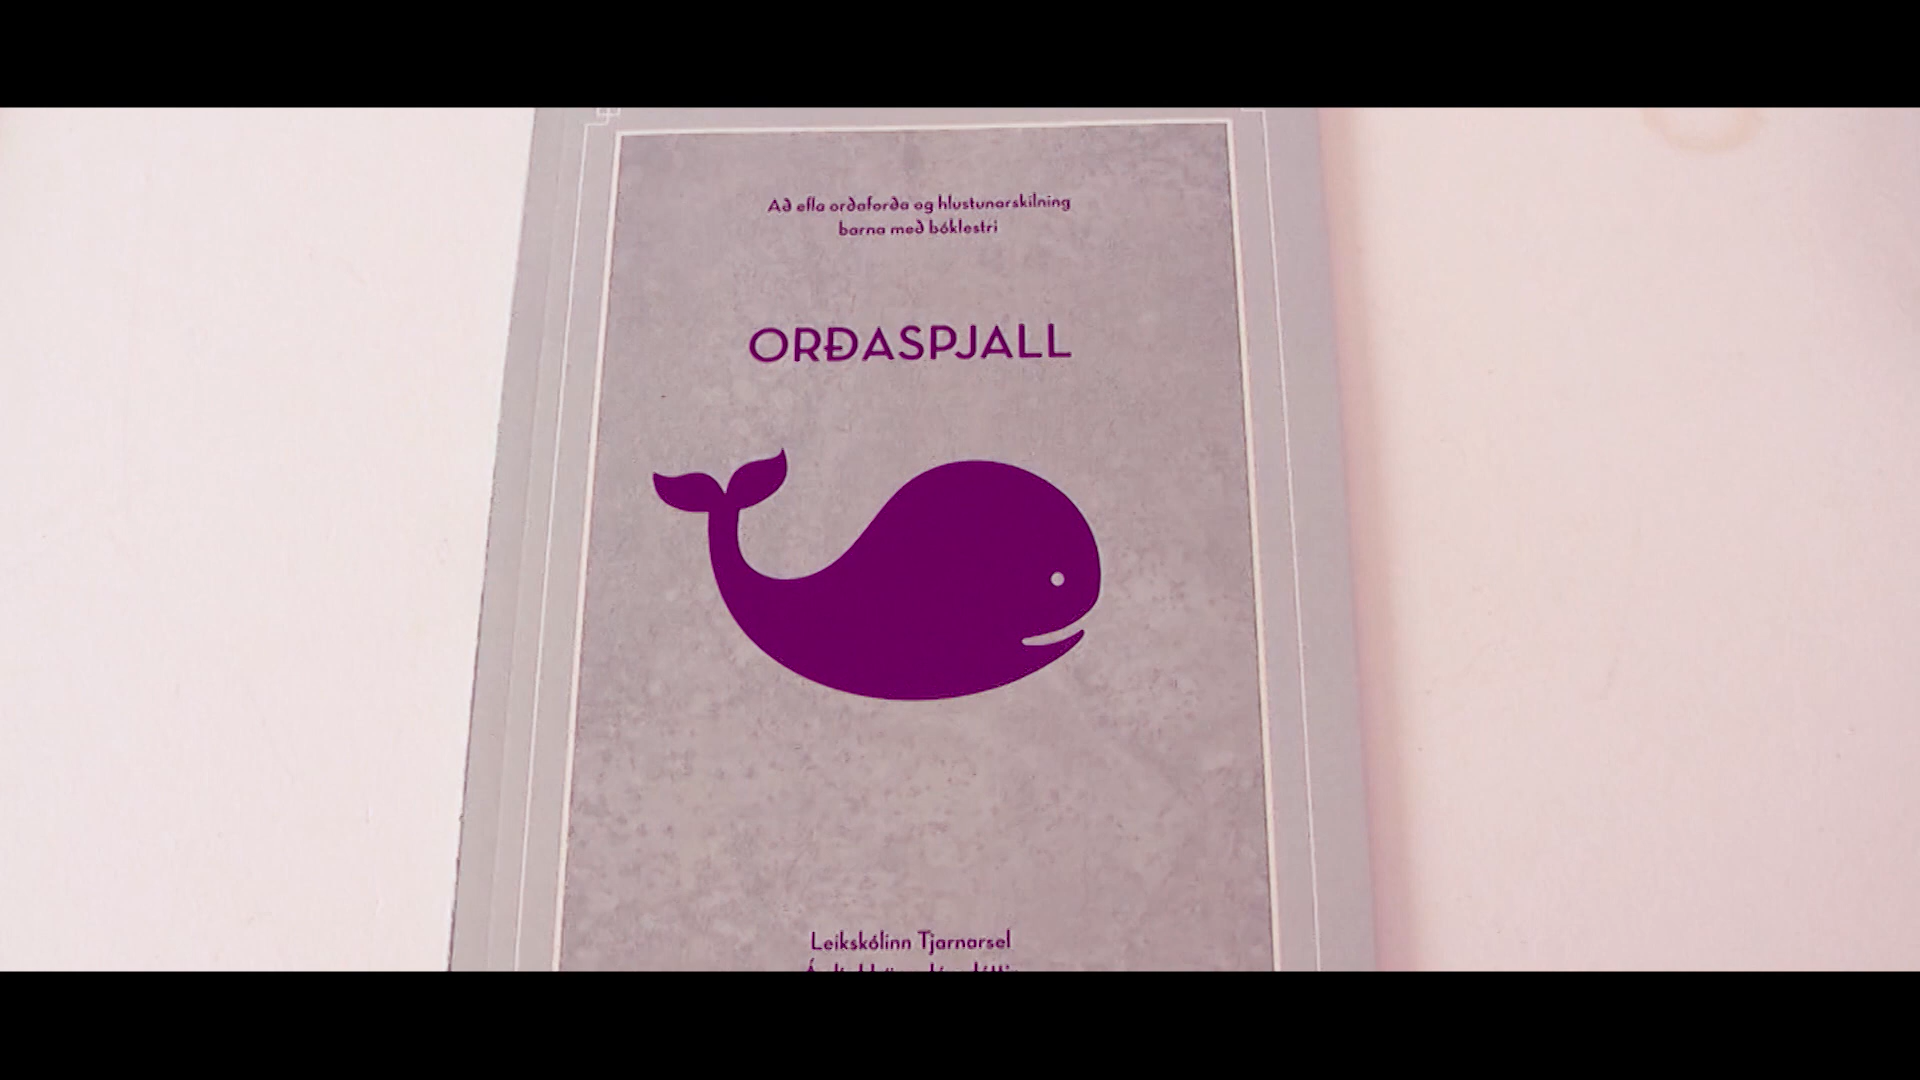 Að efla orðaforða og hlustunarskilning
barna með bóklestri
ORÐASPJALL
Leikskólinn Tjarnarsel